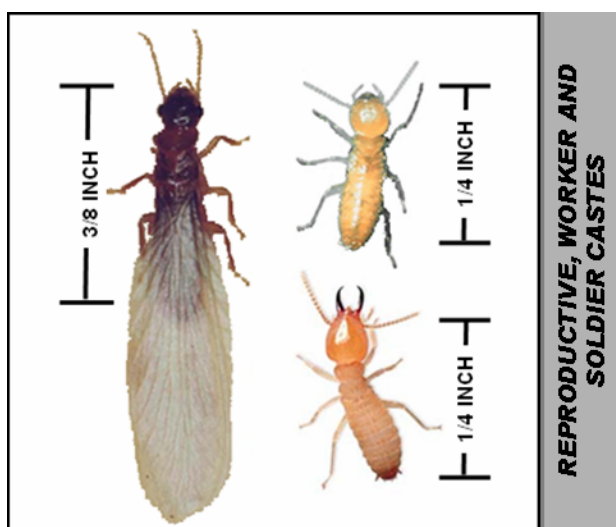 3/8 INCH
1/4 INCH
1/4 INCH
REPRODUCTIVE, WORKER AND
SOLDIER CASTES